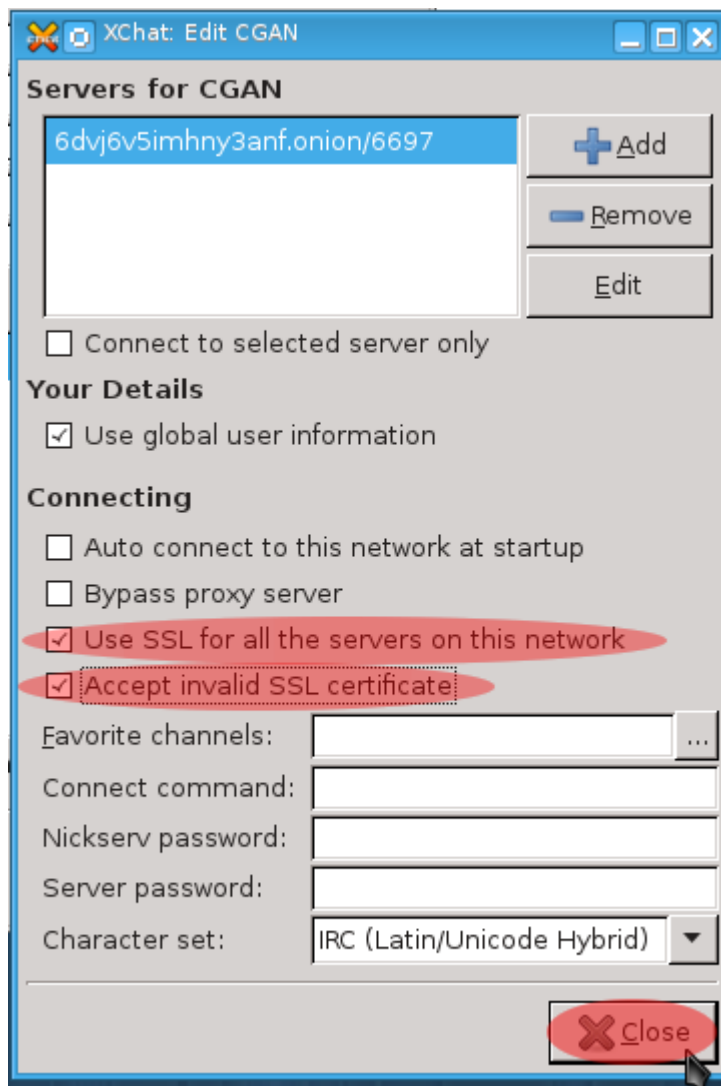 XChat: Edit CGAN
Servers for CGAN
6dvj6v5imhny3anf.onion/6697
Add
Remove
Edit
Connect to selected server only
Your Details
Use global user information
Connecting
Auto connect to this network at startup
Bypass proxy server
Use SSL for all the servers on this network
Accept invalid SSL certificate
Favorite channels:
...
Connect command:
Nickserv password:
Server password:
Character set: IRC (Latin/Unicode Hybrid)
Close